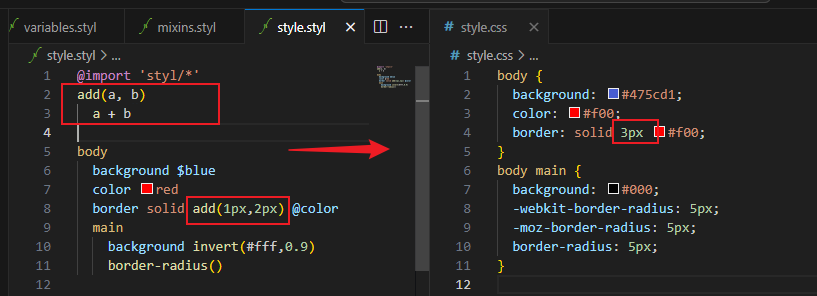 variables.styl
mixins.styl
style.styl
style.styl > ...
1 @import 'styl/*'
2 add(a, b)
3 a + b
4
5 body
6 background $blue
7 color red
8 border solid add(1px,2px) @color
9 main
10 background invert(#fff,0.9)
11 border-radius()
12
style.css
style.css > ...
1 body {
2 background: #475cd1;
3 color: #f00;
4 border: solid 3px #f00;
5 }
6 body main {
7 background: #000;
8 -webkit-border-radius: 5px;
9 -moz-border-radius: 5px;
10 border-radius: 5px;
11 }
12